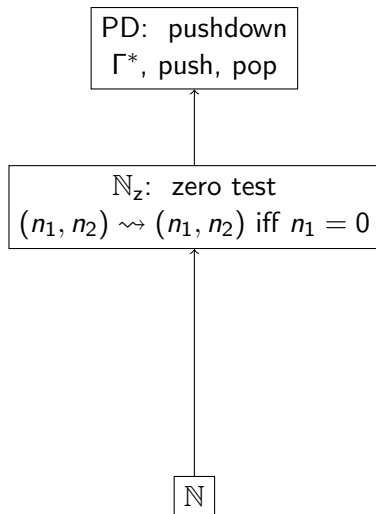 PD: pushdown
Γ*, push, pop
ℕz: zero test
(n₁, n₂) ⇝ (n₁, n₂) iff n₁ = 0
ℕ